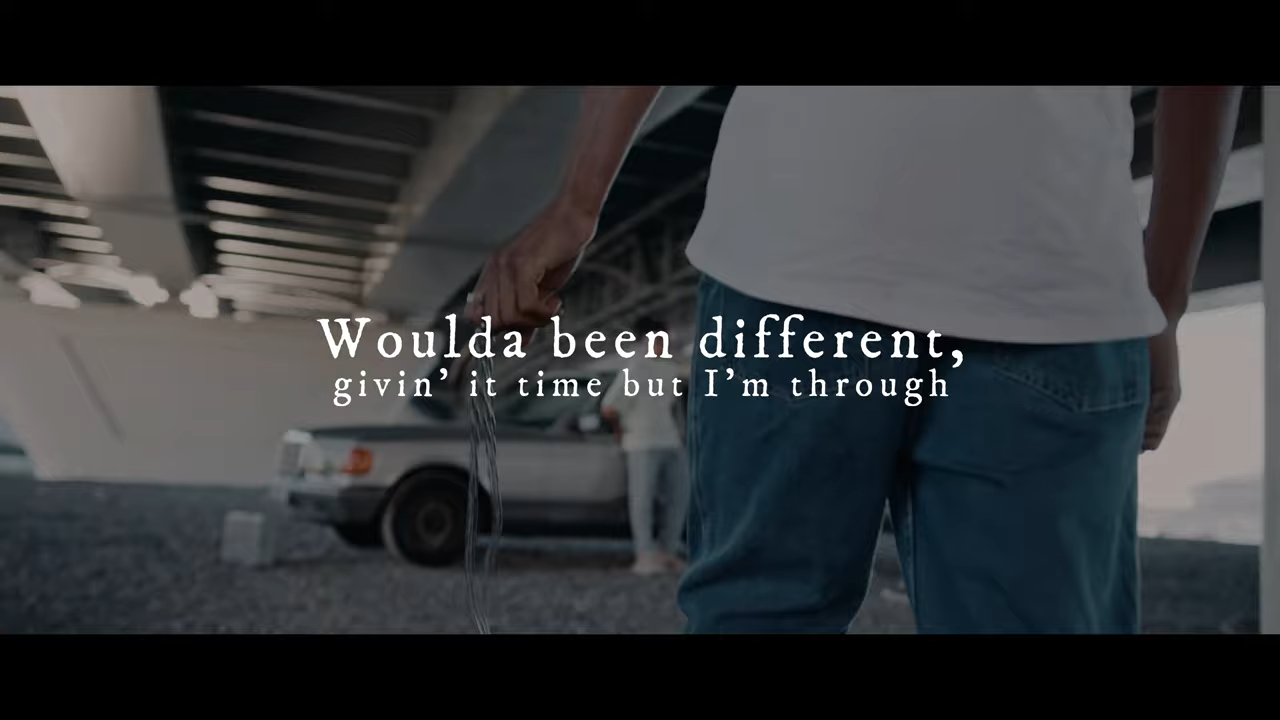 Woulda been different,
givin’ it time but I’m through